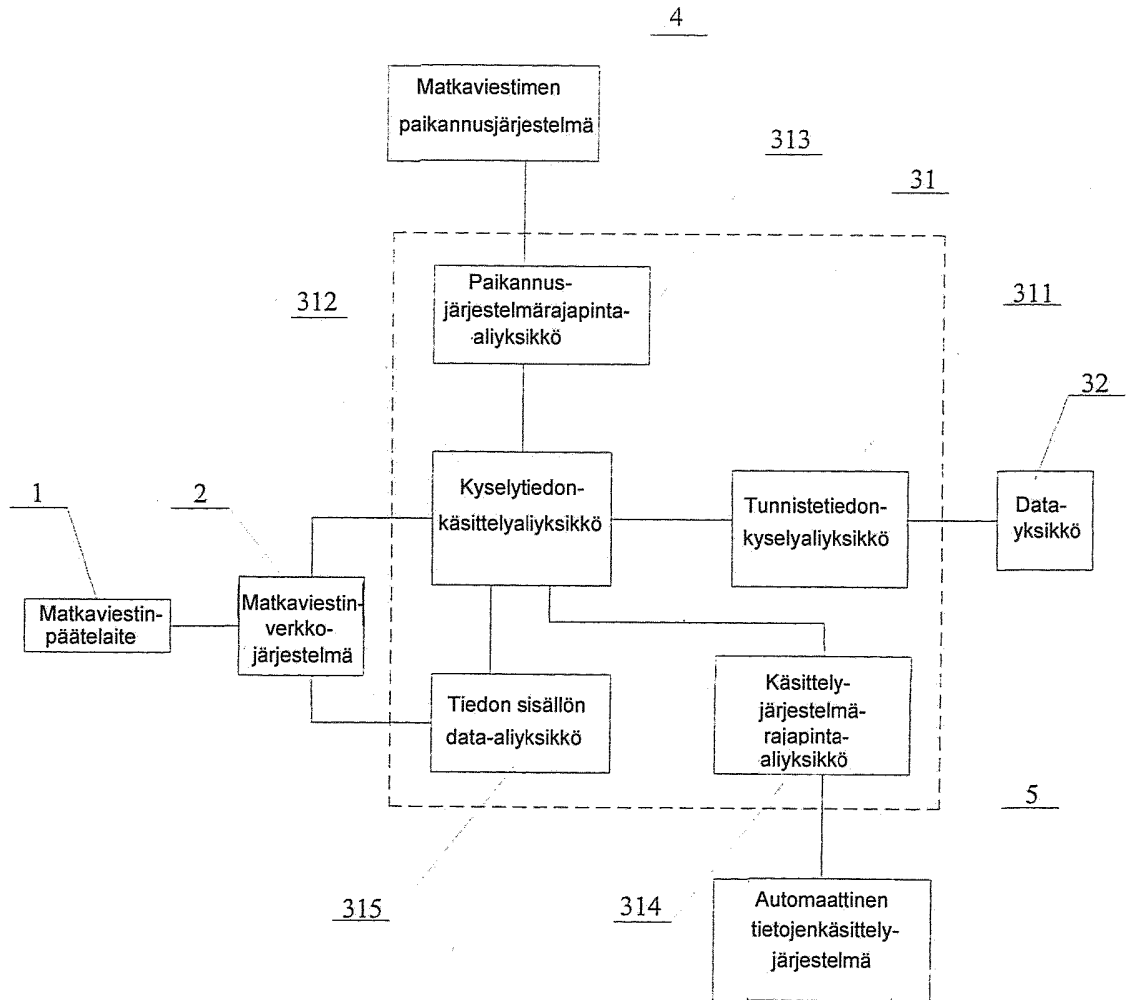 4
Matkaviestimen
paikannusjärjestelmä
313
31
Paikannus-
järjestelmärajapinta-
aliyksikkö
312
311
32
Kyselytiedon-
käsittelyaliyksikkö
Tunnistetiedon-
kyselyaliyksikkö
Data-
yksikkö
1
2
Matkaviestin-
päätelaite
Matkaviestin-
verkko-
järjestelmä
Tiedon sisällön
data-aliyksikkö
Käsittely-
järjestelmä-
rajapinta-
aliyksikkö
5
315
314
Automaattinen
tietojenkäsittely-
järjestelmä